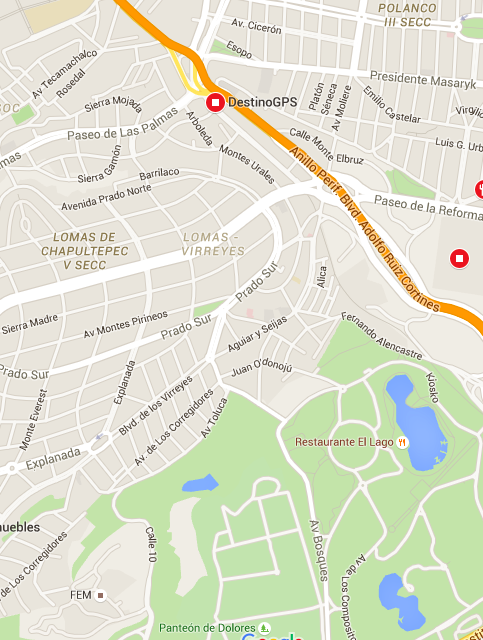 POLANCO
III SECC
Av. Cicerón
Esopo
Av Tecamachalco
Rosedal
Presidente Masaryk
Platón
Séneca
Av Moliere
Emilio Castelar
DestinoGPS
Sierra Mojada
Arboleda
Paseo de Las Palmas
Calle Monte
Elbruz
Luis G. Urb
Montes Urales
Sierra Gamón
Barrilaco
Avenida Prado Norte
Anillo Perif. Blvd. Adolfo Ruiz Cortines
Paseo de la Reforma
LOMAS DE
CHAPULTEPEC
V SECC
LOMAS -
VIRREYES
Prado Sur
Alica
Sierra Madre
Av Montes Pirineos
Prado Sur
Aguiar y Seijas
Fernando Alencastre
Prado Sur
Juan O'donojú
Explanada
Blvd. de los Virreyes
Av. de Los Corregidores
Av Toluca
Monte Everest
Kiosko
Restaurante El Lago
Explanada
uebles
Av Bosques
Calle 10
de Los Corregidores
Av de
Los Composito
FEM
Panteón de Dolores
Google